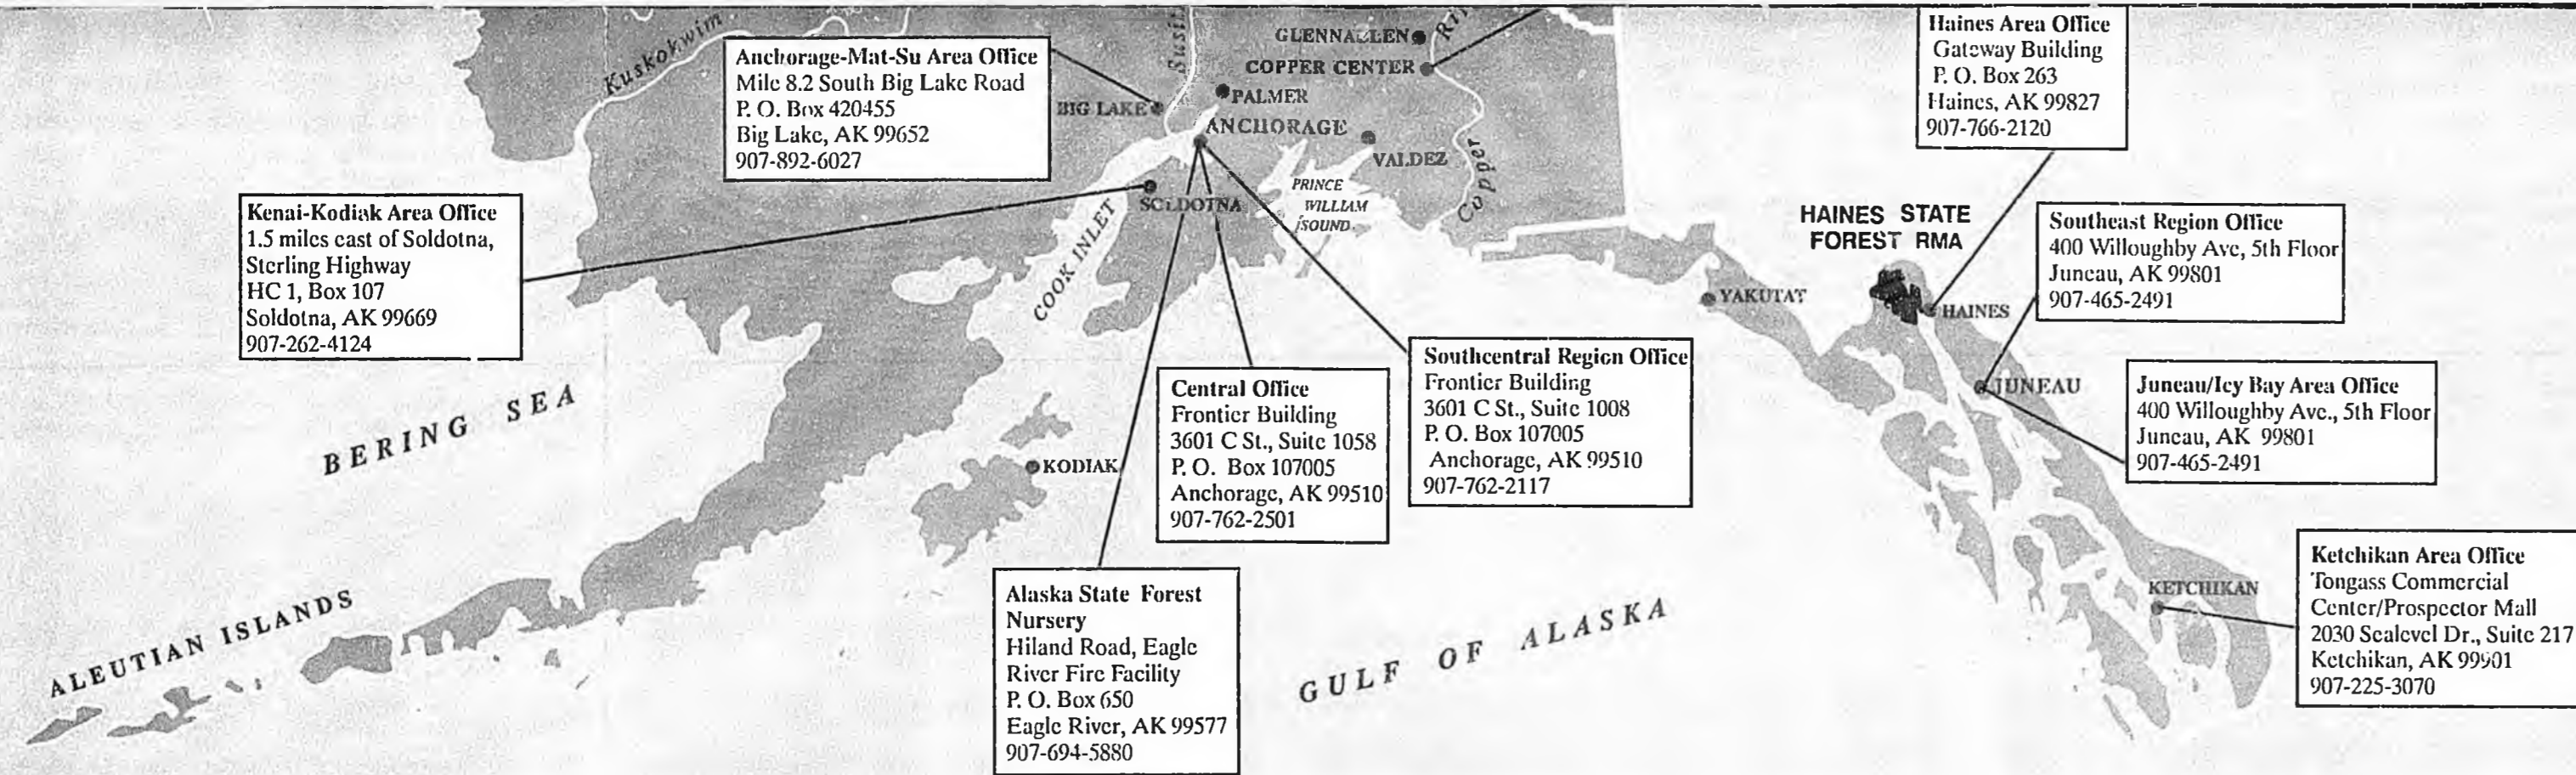 Kuskokwim
Susit
GLENNALLEN
COPPER CENTER
Anchorage-Mat-Su Area Office
Mile 8.2 South Big Lake Road
P. O. Box 420455
Big Lake, AK 99652
907-892-6027
BIG LAKE
PALMER
ANCHORAGE
VALDEZ
Copper
Haines Area Office
Gateway Building
P. O. Box 263
Haines, AK 99827
907-766-2120
Kenai-Kodiak Area Office
1.5 miles east of Soldotna,
Sterling Highway
HC 1, Box 107
Soldotna, AK 99669
907-262-4124
SOLDOTNA
COOK INLET
PRINCE
WILLIAM
SOUND
HAINES STATE
FOREST RMA
Southeast Region Office
400 Willoughby Ave, 5th Floor
Juneau, AK 99801
907-465-2491
YAKUTAT
HAINES
Southcentral Region Office
Frontier Building
3601 C St., Suite 1008
P. O. Box 107005
Anchorage, AK 99510
907-762-2117
Central Office
Frontier Building
3601 C St., Suite 1058
P. O. Box 107005
Anchorage, AK 99510
907-762-2501
JUNEAU
Juneau/Icy Bay Area Office
400 Willoughby Ave., 5th Floor
Juneau, AK 99801
907-465-2491
BERING SEA
KODIAK
Alaska State Forest
Nursery
Hiland Road, Eagle
River Fire Facility
P. O. Box 650
Eagle River, AK 99577
907-694-5880
ALEUTIAN ISLANDS
GULF OF ALASKA
KETCHIKAN
Ketchikan Area Office
Tongass Commercial
Center/Prospector Mall
2030 Sealevel Dr., Suite 217
Ketchikan, AK 99901
907-225-3070